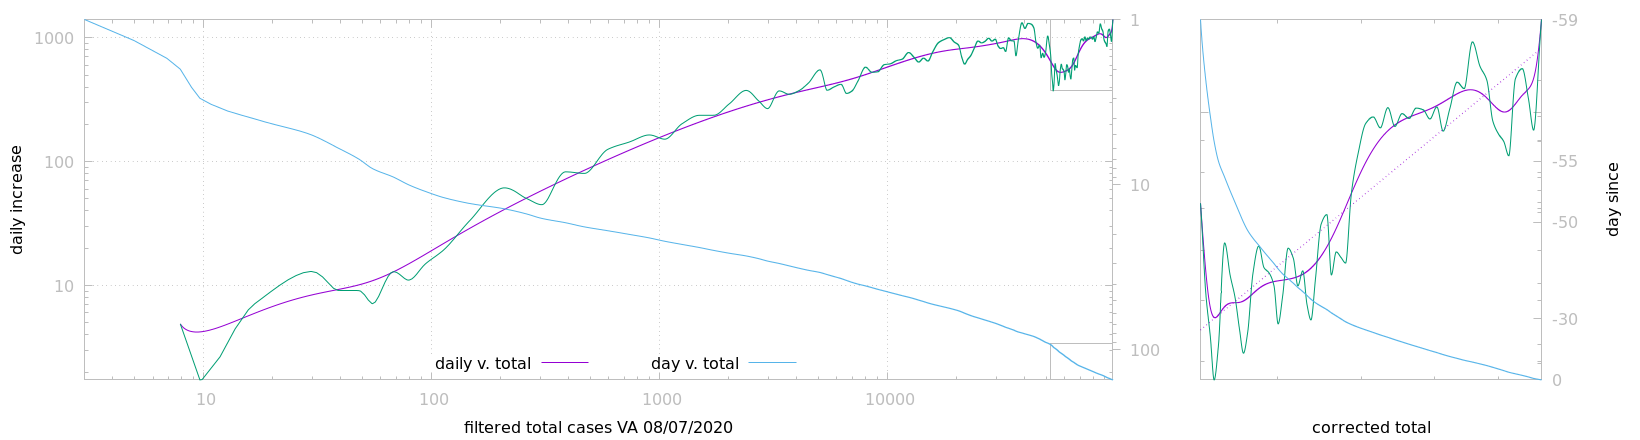 1000
100
10
daily increase
10
100
1000
10000
filtered total cases VA 08/07/2020
daily v. total
day v. total
1
10
100
-59
-55
-50
-30
0
day since
corrected total